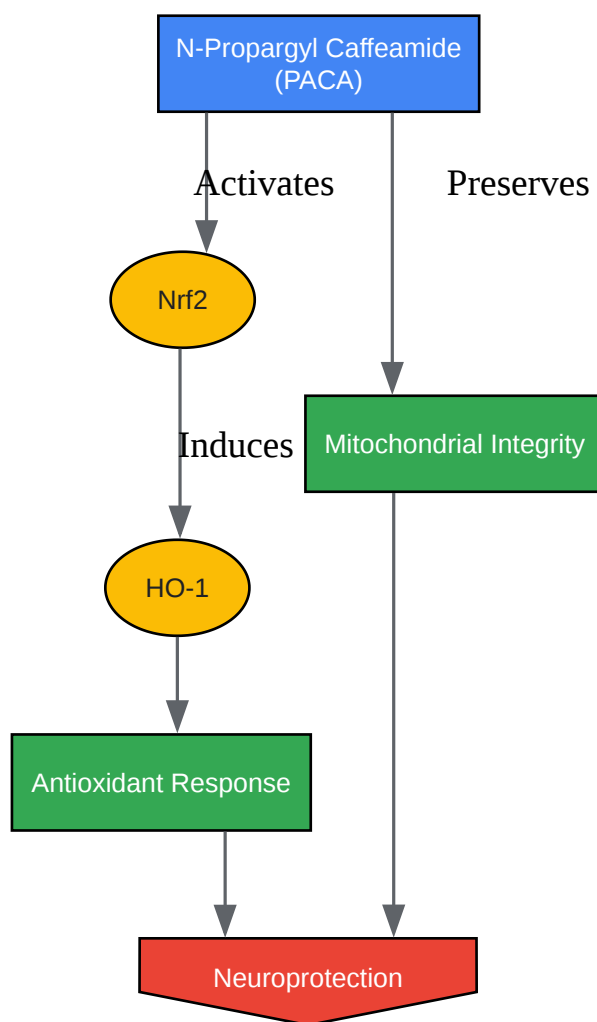 N-Propargyl Caffeamide
(PACA)
Activates
Preserves
Nrf2
Induces
Mitochondrial Integrity
HO-1
Antioxidant Response
Neuroprotection